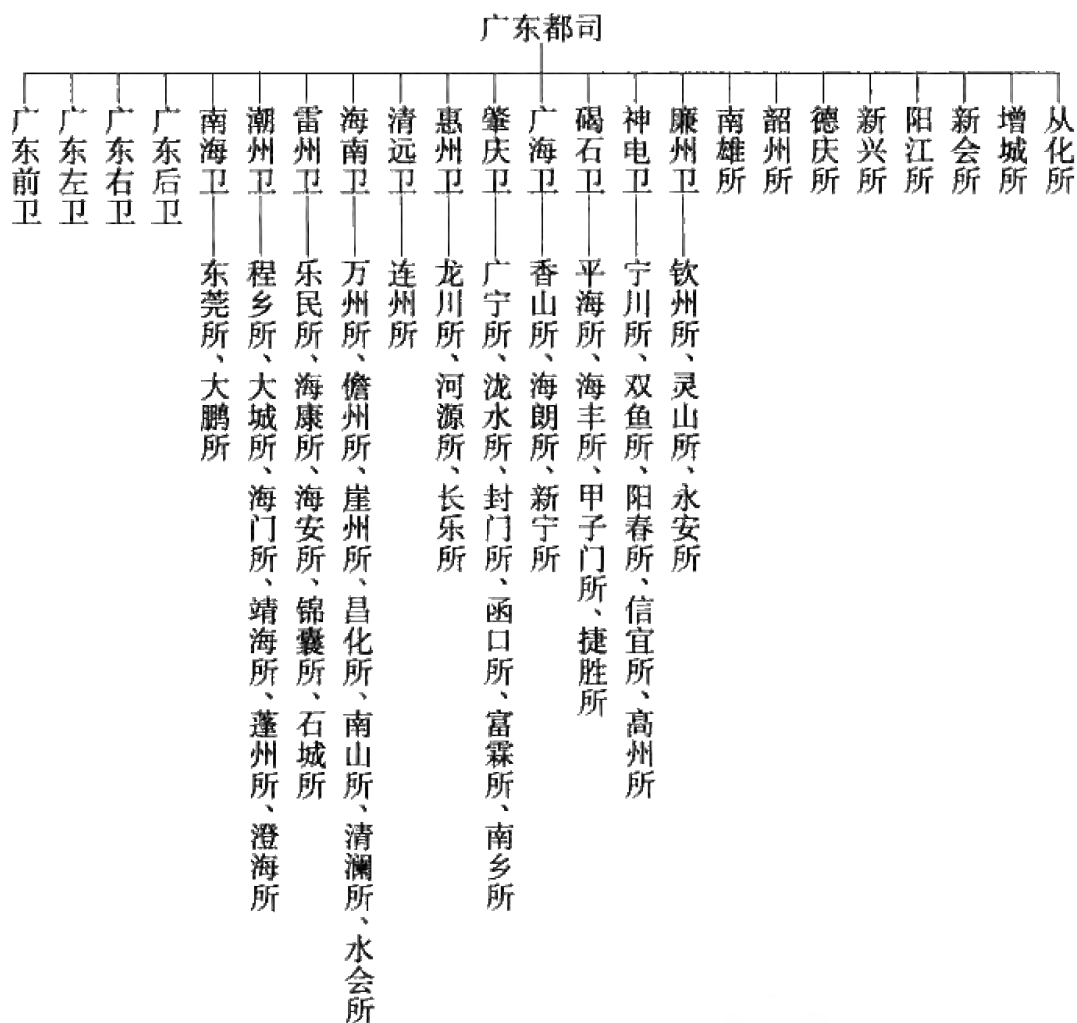 广东都司
广东前卫
广东左卫
广东右卫
广东后卫
南海卫
东莞所、大鹏所
潮州卫
程乡所、大城所、海门所、靖海所、蓬州所、澄海所
雷州卫
乐民所、海康所、海安所、锦囊所、石城所
海南卫
万州所、儋州所、崖州所、昌化所、南山所、清澜所、水会所
清远卫
连州所
惠州卫
龙川所、河源所、长乐所
肇庆卫
广宁所、泷水所、封门所、函口所、富霖所、南乡所
广海卫
香山所、海朗所、新宁所
碣石卫
平海所、海丰所、甲子门所、捷胜所
神电卫
宁川所、双鱼所、阳春所、信宜所、高州所
廉州卫
钦州所、灵山所、永安所
南雄所
韶州所
德庆所
新兴所
阳江所
新会所
增城所
从化所